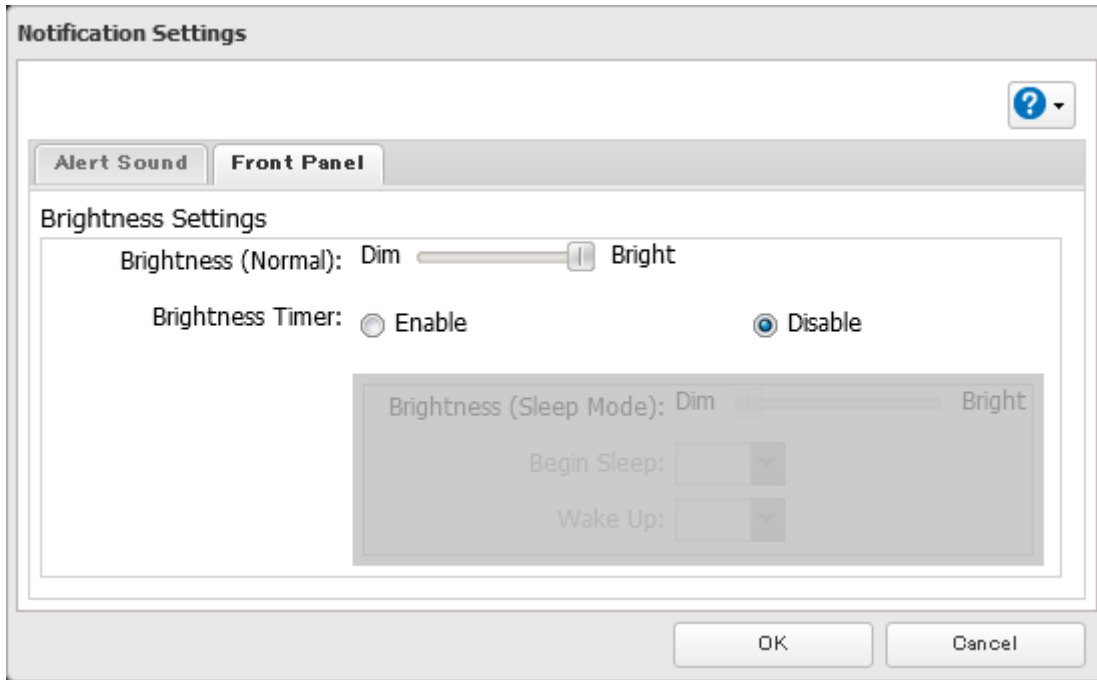 Notification Settings
?
Alert Sound Front Panel
Brightness Settings
Brightness (Normal): Dim Bright
Brightness Timer: Enable Disable
Brightness (Sleep Mode): Dim Bright
Begin Sleep:
Wake Up:
OK Cancel